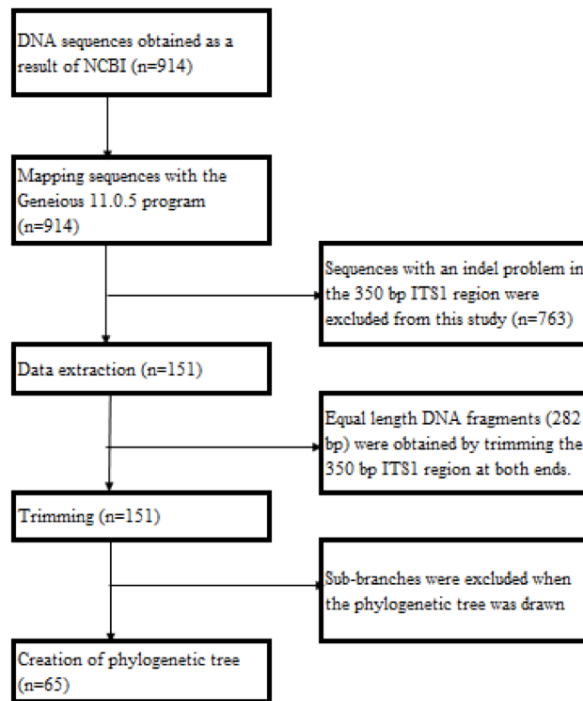 DNA sequences obtained as a
result of NCBI (n=914)
Mapping sequences with the
Geneious 11.0.5 program
(n=914)
Sequences with an indel problem in
the 350 bp ITS1 region were
excluded from this study (n=763)
Data extraction (n=151)
Equal length DNA fragments (282
bp) were obtained by trimming the
350 bp ITS1 region at both ends.
Trimming (n=151)
Sub-branches were excluded when
the phylogenetic tree was drawn
Creation of phylogenetic tree
(n=65)